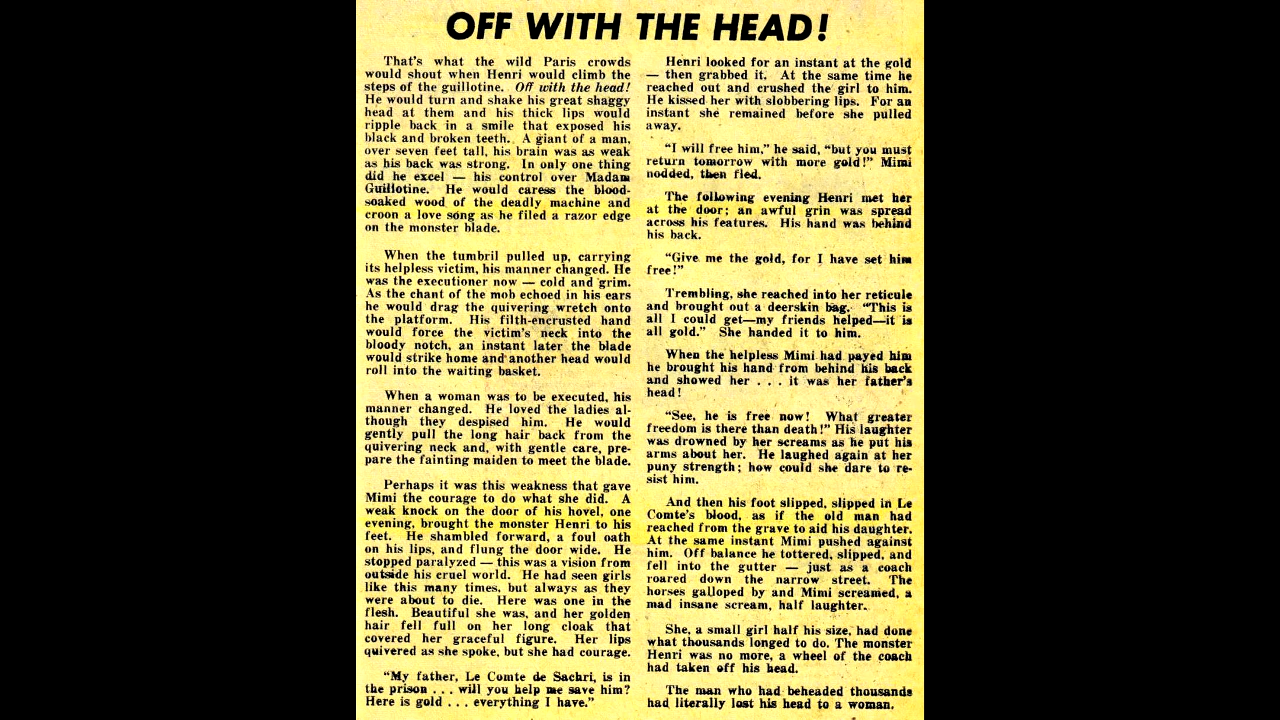 OFF WITH THE HEAD!
That's what the wild Paris crowds
would shout when Henri would climb the
steps of the guillotine. Off with the head!
He would turn and shake his great shaggy
head at them and his thick lips would
ripple back in a smile that exposed his
black and broken teeth. A giant of a man,
over seven feet tall, his brain was as weak
as his back was strong. In only one thing
did he excel — his control over Madam
Guillotine. He would caress the blood-
soaked wood of the deadly machine and
croon a love song as he filed a razor edge
on the monster blade.
When the tumbril pulled up, carrying
its helpless victim, his manner changed. He
was the executioner now — cold and grim.
As the chant of the mob echoed in his ears
he would drag the quivering wretch onto
the platform. His filth-encrusted hand
would force the victim's neck into the
bloody notch, an instant later the blade
would strike home and another head would
roll into the waiting basket.
When a woman was to be executed, his
manner changed. He loved the ladies al-
though they despised him. He would
gently pull the long hair back from the
quivering neck and, with gentle care, pre-
pare the fainting maiden to meet the blade.
Perhaps it was this weakness that gave
Mimi the courage to do what she did. A
weak knock on the door of his hovel, one
evening, brought the monster Henri to his
feet. He shambled forward, a foul oath
on his lips, and flung the door wide. He
stopped paralyzed — this was a vision from
outside his cruel world. He had seen girls
like this many times, but always as they
were about to die. Here was one in the
flesh. Beautiful she was, and her golden
hair fell full on her long cloak that
covered her graceful figure. Her lips
quivered as she spoke, but she had courage.
"My father, Le Comte de Sachri, is in
the prison . . . will you help me save him?
Here is gold . . . everything I have."
Henri looked for an instant at the gold
— then grabbed it. At the same time he
reached out and crushed the girl to him.
He kissed her with slobbering lips. For an
instant she remained before she pulled
away.
"I will free him," he said, "but you must
return tomorrow with more gold!" Mimi
nodded, then fled.
The following evening Henri met her
at the door; an awful grin was spread
across his features. His hand was behind
his back.
"Give me the gold, for I have set him
free!"
Trembling, she reached into her reticule
and brought out a deerskin bag. "This is
all I could get—my friends helped—it is
all gold." She handed it to him.
When the helpless Mimi had payed him
he brought his hand from behind his back
and showed her . . . it was her father's
head!
"See, he is free now! What greater
freedom is there than death!" His laughter
was drowned by her screams as he put his
arms about her. He laughed again at her
puny strength; how could she dare to re-
sist him.
And then his foot slipped, slipped in Le
Comte's blood, as if the old man had
reached from the grave to aid his daughter.
At the same instant Mimi pushed against
him. Off balance he tottered, slipped, and
fell into the gutter — just as a coach
roared down the narrow street. The
horses galloped by and Mimi screamed, a
mad insane scream, half laughter.
She, a small girl half his size, had done
what thousands longed to do. The monster
Henri was no more, a wheel of the coach
had taken off his head.
The man who had beheaded thousands
had literally lost his head to a woman.